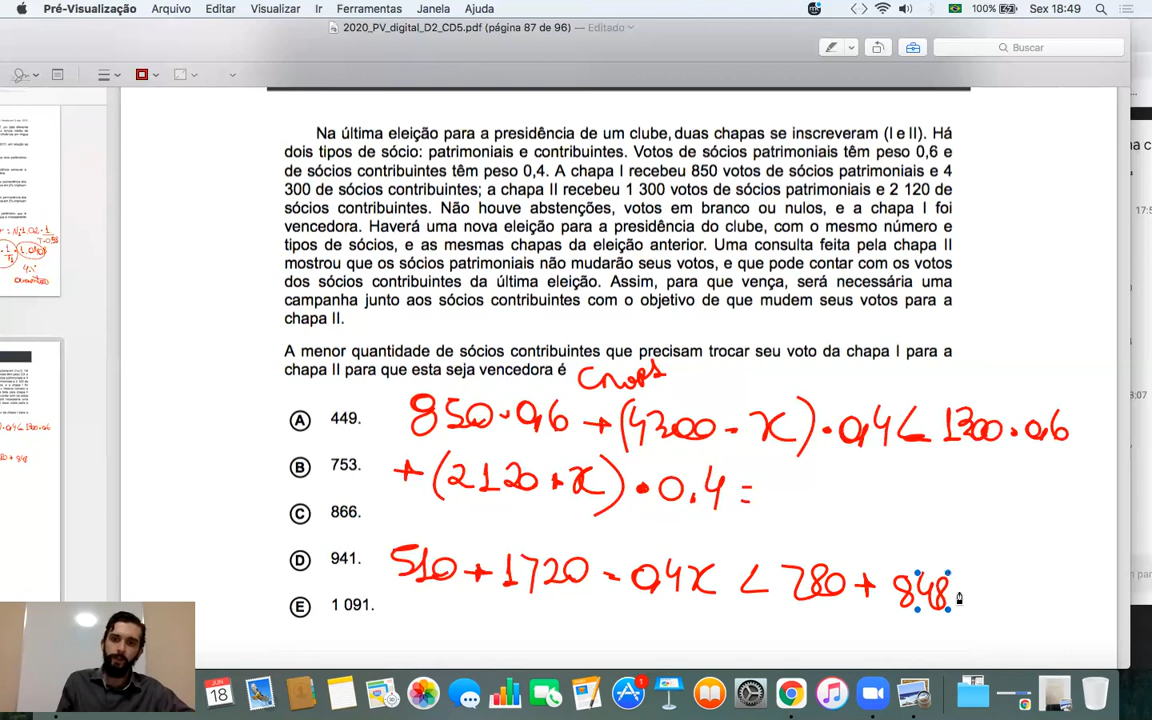 Pré-Visualização Arquivo Editar Visualizar Ir Ferramentas Janela Ajuda 100% Sex 18:49
2020_PV_digital_D2_CD5.pdf (página 87 de 96) — Editado
Buscar
Na última eleição para a presidência de um clube, duas chapas se inscreveram (I e II). Há
dois tipos de sócio: patrimoniais e contribuintes. Votos de sócios patrimoniais têm peso 0,6 e
de sócios contribuintes têm peso 0,4. A chapa I recebeu 850 votos de sócios patrimoniais e 4
300 de sócios contribuintes; a chapa II recebeu 1 300 votos de sócios patrimoniais e 2 120 de
sócios contribuintes. Não houve abstenções, votos em branco ou nulos, e a chapa I foi
vencedora. Haverá uma nova eleição para a presidência do clube, com o mesmo número e
tipos de sócios, e as mesmas chapas da eleição anterior. Uma consulta feita pela chapa II
mostrou que os sócios patrimoniais não mudarão seus votos, e que pode contar com os votos
dos sócios contribuintes da última eleição. Assim, para que vença, será necessária uma
campanha junto aos sócios contribuintes com o objetivo de que mudem seus votos para a
chapa II.
A menor quantidade de sócios contribuintes que precisam trocar seu voto da chapa I para a
chapa II para que esta seja vencedora é
A 449.
850 · 0,6 + (4300 - x) · 0,4 < 1300 · 0,6
B 753.
+ (2120 + x) · 0.4 =
C 866.
D 941.
510 + 1720 - 0,4x < 780 + 848
E 1 091.
JUN
18
1